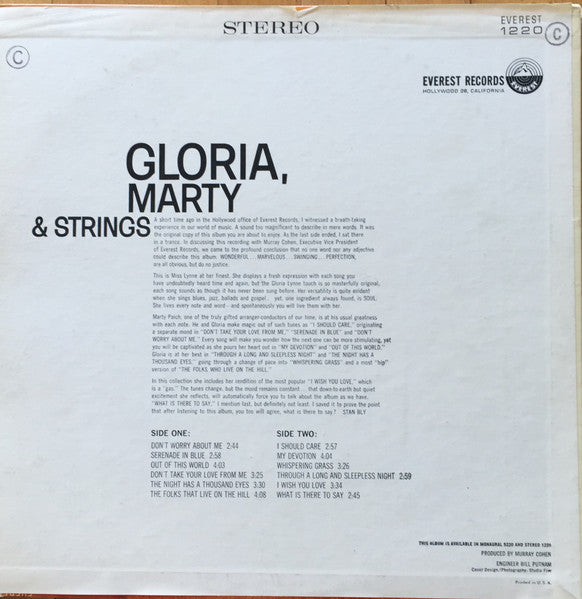 STEREO
EVEREST
1220
C
C
EVEREST RECORDS
HOLLYWOOD 28, CALIFORNIA
EVEREST
GLORIA,
MARTY
& STRINGS
A short time ago in the Hollywood office of Everest Records, I witnessed a breath-taking
experience in our world of music. A sound too magnificent to describe in mere words. It was
the original copy of this album you are about to enjoy. As the last side ended, I sat there
in a trance. In discussing this recording with Murray Cohen, Executive Vice President
of Everest Records, we came to the profound conclusion that no one word nor any adjective
could describe this album. WONDERFUL...MARVELOUS...SWINGING...PERFECTION,
are all obvious, but do no justice.
This is Miss Lynne at her finest. She displays a fresh expression with each song you
have undoubtedly heard time and again, but the Gloria Lynne touch is so masterfully original,
each song sounds as though it has never been sung before. Her versatility is quite evident
when she sings blues, jazz, ballads and gospel... yet, one ingredient always found, is SOUL.
She lives every note and word—and spontaneously you will live them with her.
Marty Paich, one of the truly gifted arranger-conductors of our time, is at his usual greatness
with each note. He and Gloria make magic out of such tunes as "I SHOULD CARE," originating
a separate mood in "DON'T TAKE YOUR LOVE FROM ME," "SERENADE IN BLUE" and "DON'T
WORRY ABOUT ME." Every song will make you wonder how the next one can be more stimulating, yet
you will be captivated as she pours her heart out in "MY DEVOTION" and "OUT OF THIS WORLD."
Gloria is at her best in "THROUGH A LONG AND SLEEPLESS NIGHT" and "THE NIGHT HAS A
THOUSAND EYES," going through a change of pace into "WHISPERING GRASS" and a most "hip"
version of "THE FOLKS, WHO LIVE ON THE HILL."
In this collection she includes her rendition of the most popular "I WISH YOU LOVE," which
is a "gas." The tunes change, but the mood remains constant... that down-to-earth but quiet
excitement she reflects, will automatically force you to talk about the album as we have.
"WHAT IS THERE TO SAY," I mention last, but definitely not least. I saved it to prove the point
that after listening to this album, you too will agree, what is there to say? STAN BLY
SIDE ONE:
DON'T WORRY ABOUT ME 2:44
SERENADE IN BLUE 2:58
OUT OF THIS WORLD 4:03
DON'T TAKE YOUR LOVE FROM ME 3:25
THE NIGHT HAS A THOUSAND EYES 3:30
THE FOLKS THAT LIVE ON THE HILL 4:08
SIDE TWO:
I SHOULD CARE 2:57
MY DEVOTION 4:04
WHISPERING GRASS 3:26
THROUGH A LONG AND SLEEPLESS NIGHT 2:59
I WISH YOU LOVE 3:34
WHAT IS THERE TO SAY 2:45
THIS ALBUM IS AVAILABLE IN MONAURAL 5220 AND STEREO 1220
PRODUCED BY MURRAY COHEN
ENGINEER BILL PUTNAM
Cover Design/Photography: Studio Five
Printed in U.S.A.